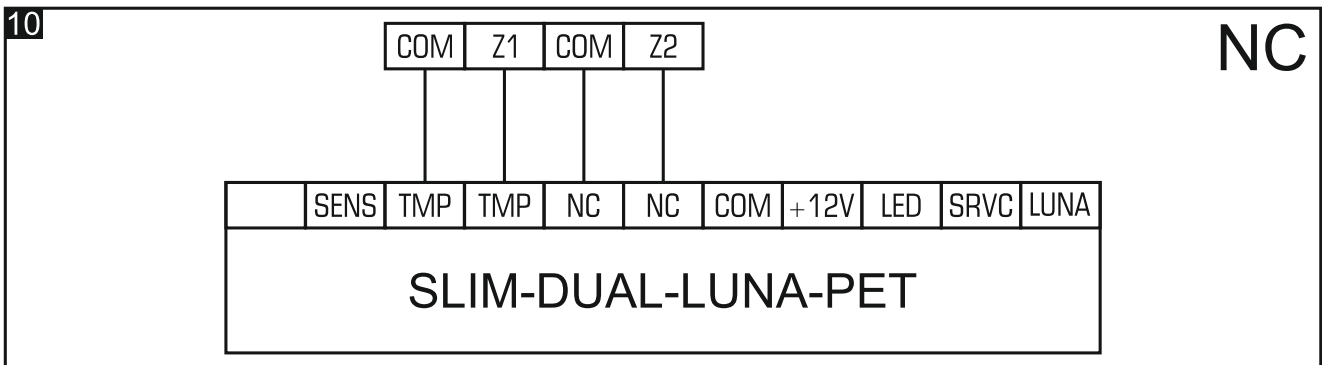 10
NC
COM Z1 COM Z2
SENS TMP TMP NC NC COM +12V LED SRVC LUNA
SLIM-DUAL-LUNA-PET